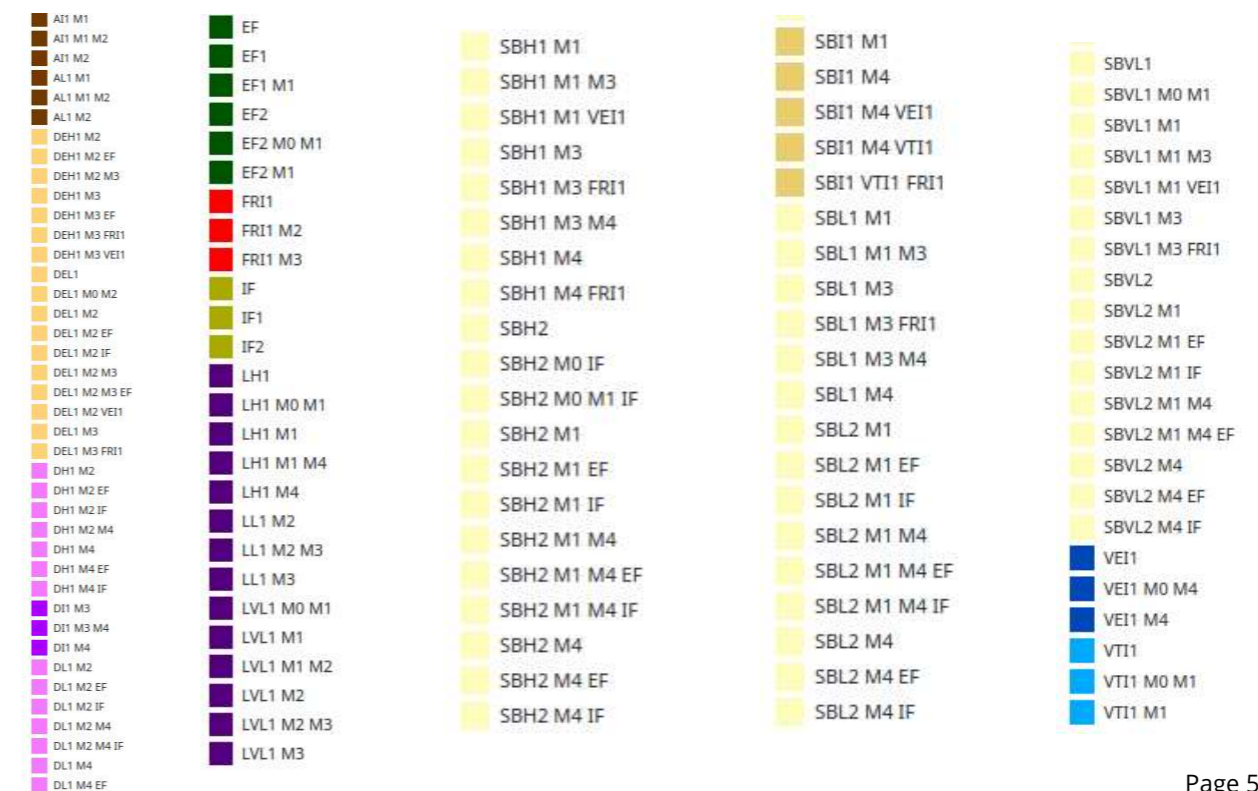 AI1 M1
AI1 M1 M2
AI1 M2
AL1 M1
AL1 M1 M2
AL1 M2
DEH1 M2
DEH1 M2 EF
DEH1 M2 M3
DEH1 M3
DEH1 M3 EF
DEH1 M3 FRI1
DEH1 M3 VEI1
DEL1
DEL1 M0 M2
DEL1 M2
DEL1 M2 EF
DEL1 M2 IF
DEL1 M2 M3
DEL1 M2 M3 EF
DEL1 M2 VEI1
DEL1 M3
DEL1 M3 FRI1
DH1 M2
DH1 M2 EF
DH1 M2 IF
DH1 M2 M4
DH1 M4
DH1 M4 EF
DH1 M4 IF
DI1 M3
DI1 M3 M4
DI1 M4
DL1 M2
DL1 M2 EF
DL1 M2 IF
DL1 M2 M4
DL1 M2 M4 IF
DL1 M4
DL1 M4 EF
EF
EF1
EF1 M1
EF2
EF2 M0 M1
EF2 M1
FRI1
FRI1 M2
FRI1 M3
IF
IF1
IF2
LH1
LH1 M0 M1
LH1 M1
LH1 M1 M4
LH1 M4
LL1 M2
LL1 M2 M3
LL1 M3
LVL1 M0 M1
LVL1 M1
LVL1 M1 M2
LVL1 M2
LVL1 M2 M3
LVL1 M3
SBH1 M1
SBH1 M1 M3
SBH1 M1 VEI1
SBH1 M3
SBH1 M3 FRI1
SBH1 M3 M4
SBH1 M4
SBH1 M4 FRI1
SBH2
SBH2 M0 IF
SBH2 M0 M1 IF
SBH2 M1
SBH2 M1 EF
SBH2 M1 IF
SBH2 M1 M4
SBH2 M1 M4 EF
SBH2 M1 M4 IF
SBH2 M4
SBH2 M4 EF
SBH2 M4 IF
SBI1 M1
SBI1 M4
SBI1 M4 VEI1
SBI1 M4 VTI1
SBI1 VTI1 FRI1
SBL1 M1
SBL1 M1 M3
SBL1 M3
SBL1 M3 FRI1
SBL1 M3 M4
SBL1 M4
SBL2 M1
SBL2 M1 EF
SBL2 M1 IF
SBL2 M1 M4
SBL2 M1 M4 EF
SBL2 M1 M4 IF
SBL2 M4
SBL2 M4 EF
SBL2 M4 IF
SBVL1
SBVL1 M0 M1
SBVL1 M1
SBVL1 M1 M3
SBVL1 M1 VEI1
SBVL1 M3
SBVL1 M3 FRI1
SBVL2
SBVL2 M1
SBVL2 M1 EF
SBVL2 M1 IF
SBVL2 M1 M4
SBVL2 M1 M4 EF
SBVL2 M4
SBVL2 M4 EF
SBVL2 M4 IF
VEI1
VEI1 M0 M4
VEI1 M4
VTI1
VTI1 M0 M1
VTI1 M1
Page 5